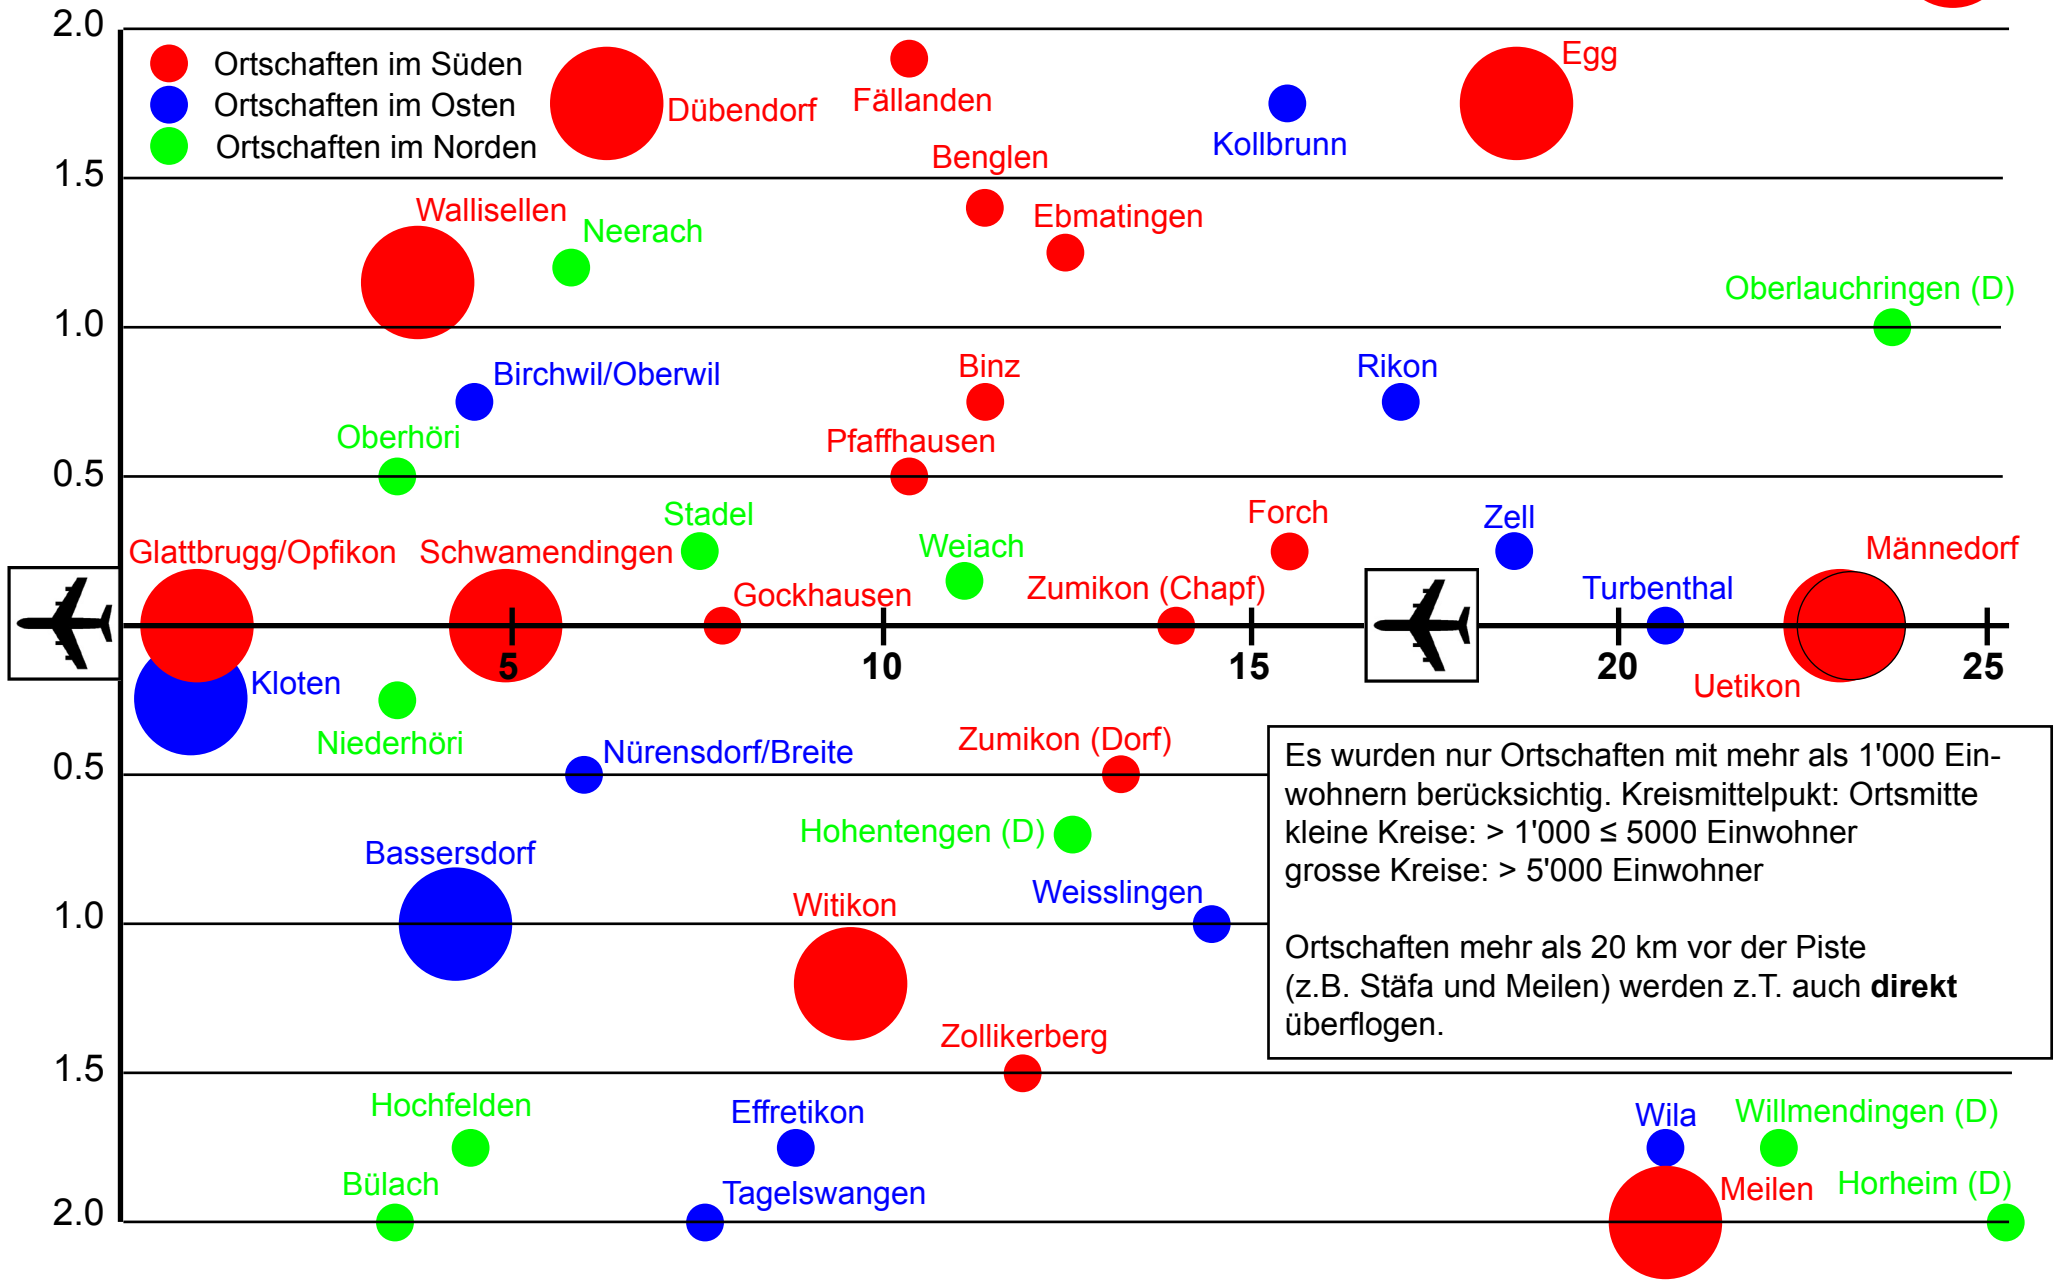 2.0
Ortschaften im Süden
Ortschaften im Osten
Ortschaften im Norden
Dübendorf
Fällanden
Egg
Kollbrunn
Benglen
1.5
Wallisellen
Neerach
Ebmatingen
Oberlauchringen (D)
1.0
Birchwil/Oberwil
Binz
Rikon
Oberhöri
Pfaffhausen
0.5
Stadel
Forch
Zell
Glattbrugg/Opfikon
Schwamendingen
Weiach
Männedorf
Gockhausen
Zumikon (Chapf)
Turbenthal
5
10
15
20
25
Kloten
Uetikon
Niederhöri
Nürensdorf/Breite
Zumikon (Dorf)
0.5
Es wurden nur Ortschaften mit mehr als 1'000 Ein-
wohnern berücksichtig. Kreismittelpukt: Ortsmitte
kleine Kreise: > 1'000 ≤ 5000 Einwohner
grosse Kreise: > 5'000 Einwohner
Ortschaften mehr als 20 km vor der Piste
(z.B. Stäfa und Meilen) werden z.T. auch direkt
überflogen.
Hohentengen (D)
Bassersdorf
Weisslingen
Witikon
1.0
Zollikerberg
1.5
Hochfelden
Effretikon
Wila
Willmendingen (D)
Bülach
Tagelswangen
Meilen
Horheim (D)
2.0